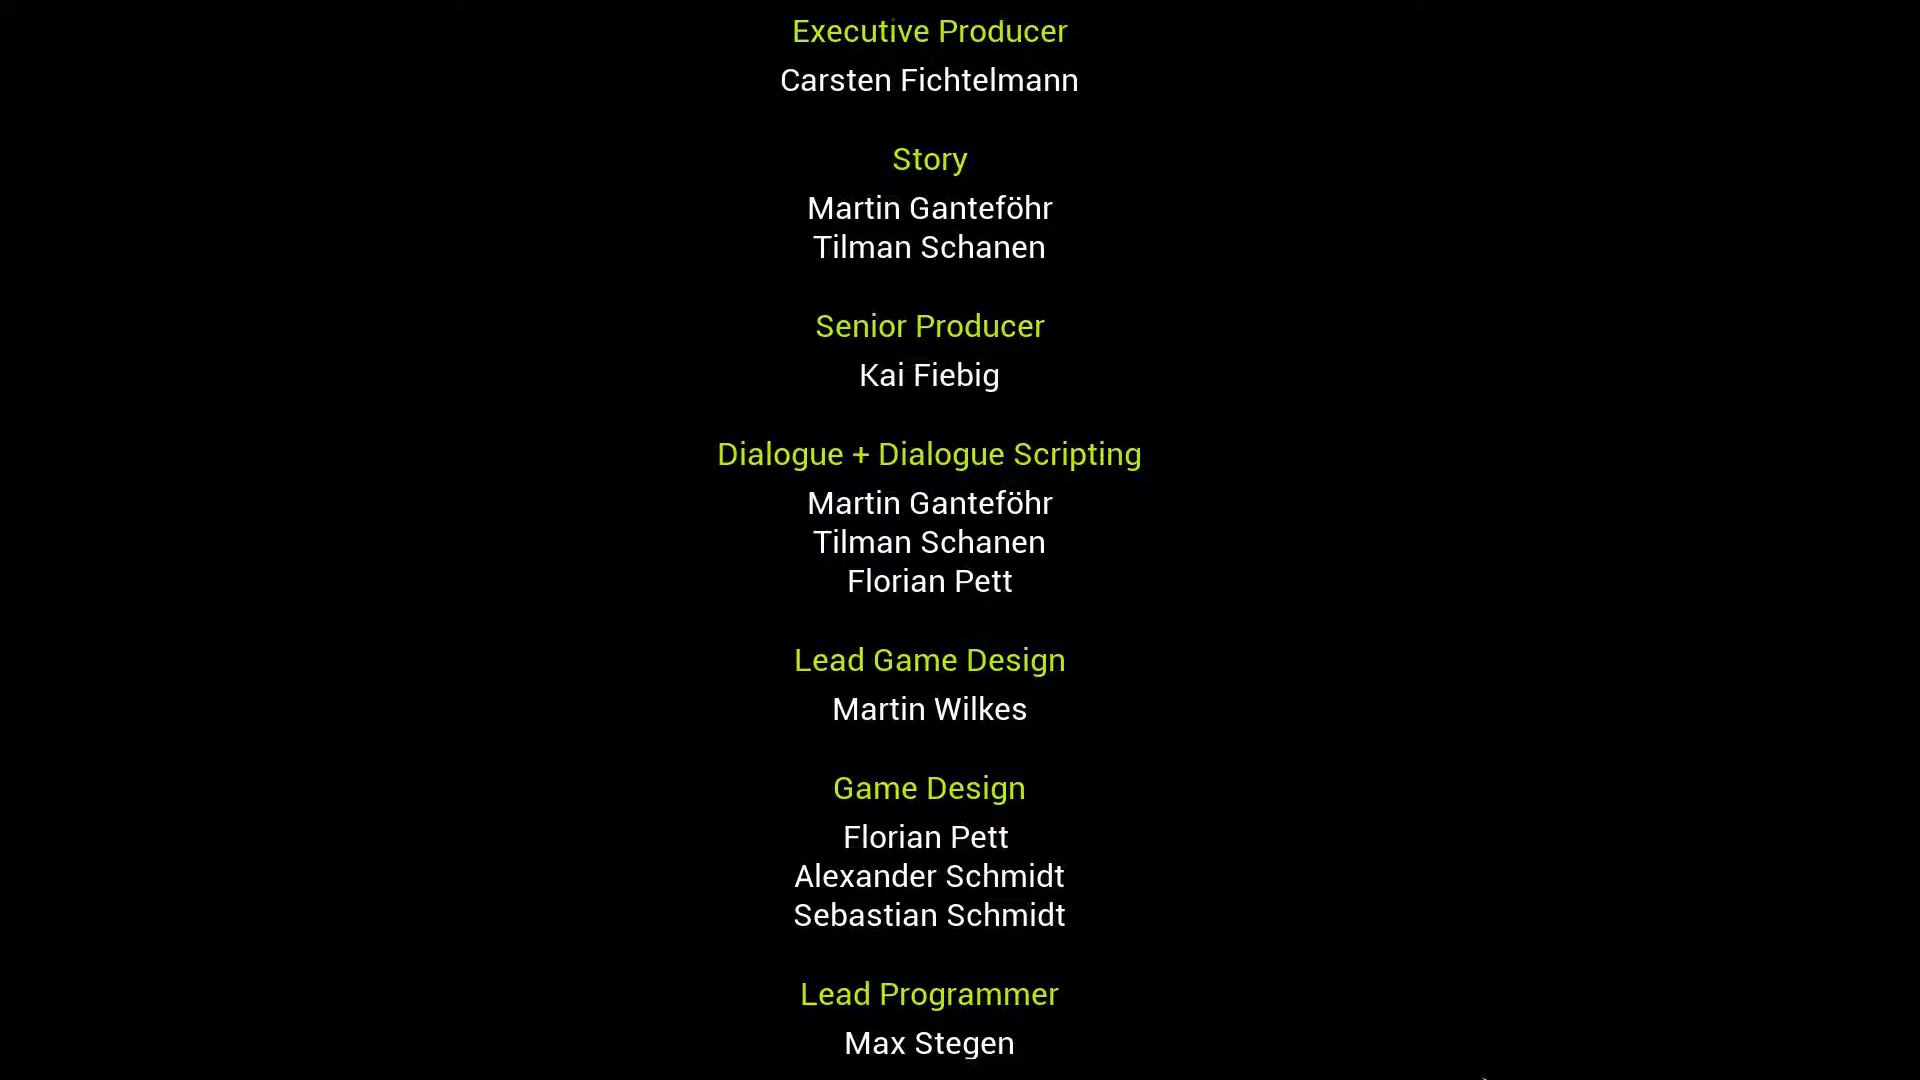 Executive Producer
Carsten Fichtelmann
Story
Martin Ganteföhr
Tilman Schanen
Senior Producer
Kai Fiebig
Dialogue + Dialogue Scripting
Martin Ganteföhr
Tilman Schanen
Florian Pett
Lead Game Design
Martin Wilkes
Game Design
Florian Pett
Alexander Schmidt
Sebastian Schmidt
Lead Programmer
Max Stegen